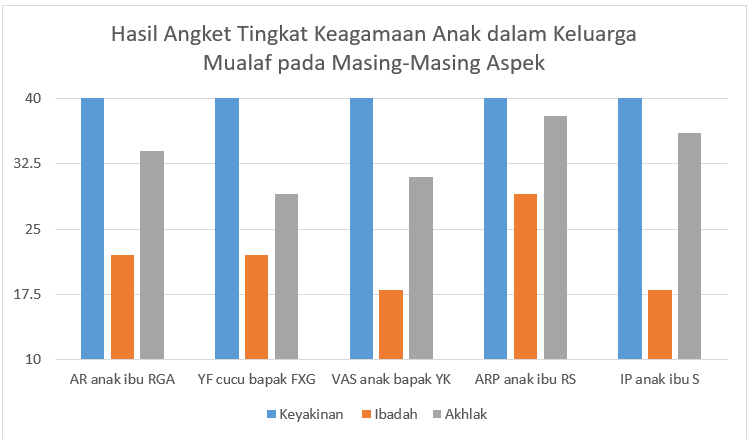 Hasil Angket Tingkat Keagamaan Anak dalam Keluarga
Mualaf pada Masing-Masing Aspek
40
32.5
25
17.5
10
AR anak ibu RGA
YF cucu bapak FXG
VAS anak bapak YK
ARP anak ibu RS
IP anak ibu S
Keyakinan
Ibadah
Akhlak